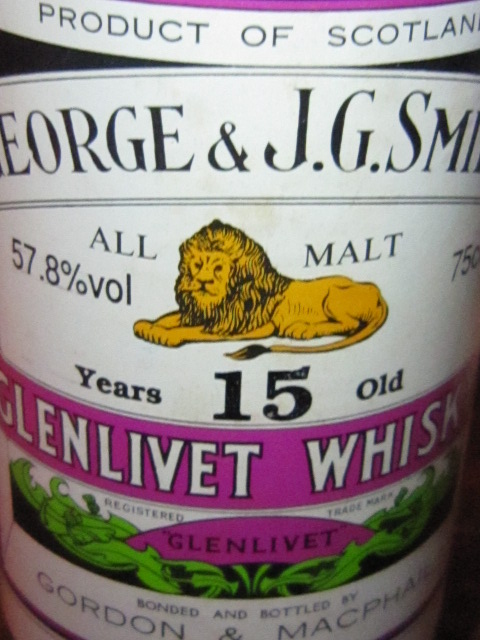 PRODUCT OF SCOTLAN
EORGE & J.G.SMI
ALL MALT
57.8%vol 75c
Years 15 Old
GLENLIVET WHISK
REGISTERED TRADE MARK
"GLENLIVET"
BONDED AND BOTTLED BY
GORDON & MACPHAIL